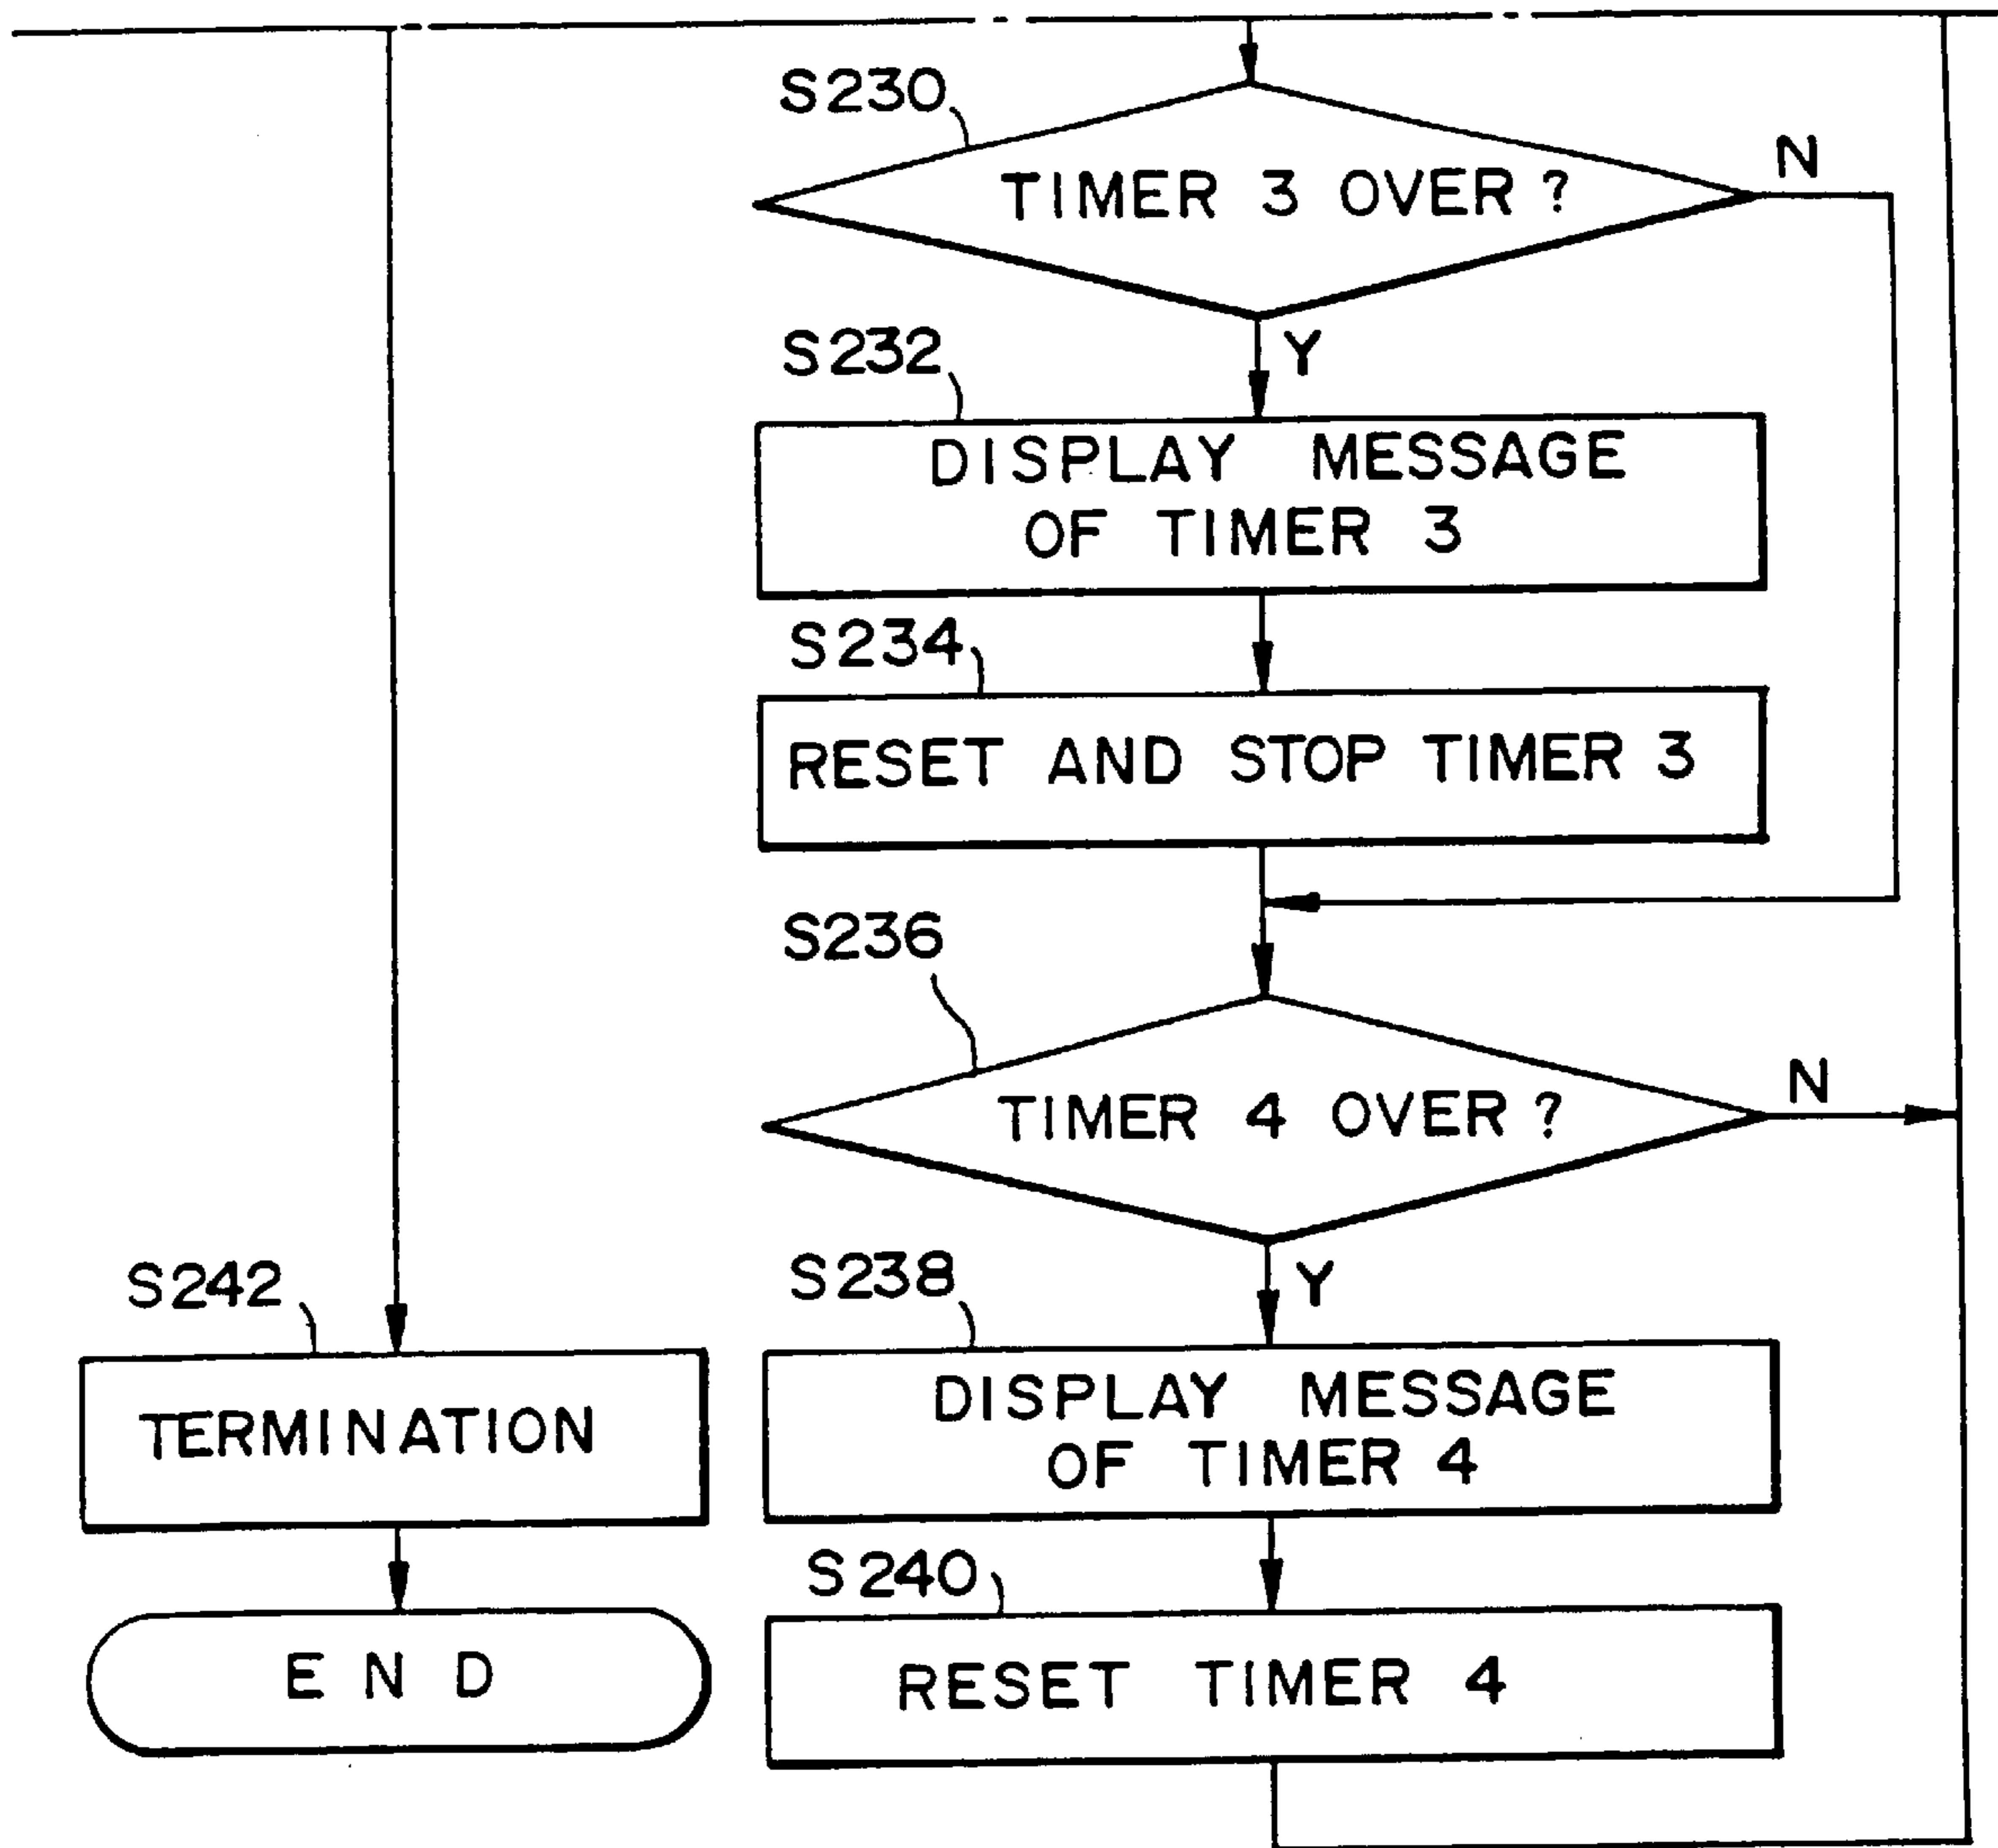 S230
TIMER 3 OVER ?
N
Y
S232
DISPLAY MESSAGE
OF TIMER 3
S234
RESET AND STOP TIMER 3
S236
TIMER 4 OVER ?
N
Y
S238
DISPLAY MESSAGE
OF TIMER 4
S240
RESET TIMER 4
S242
TERMINATION
END